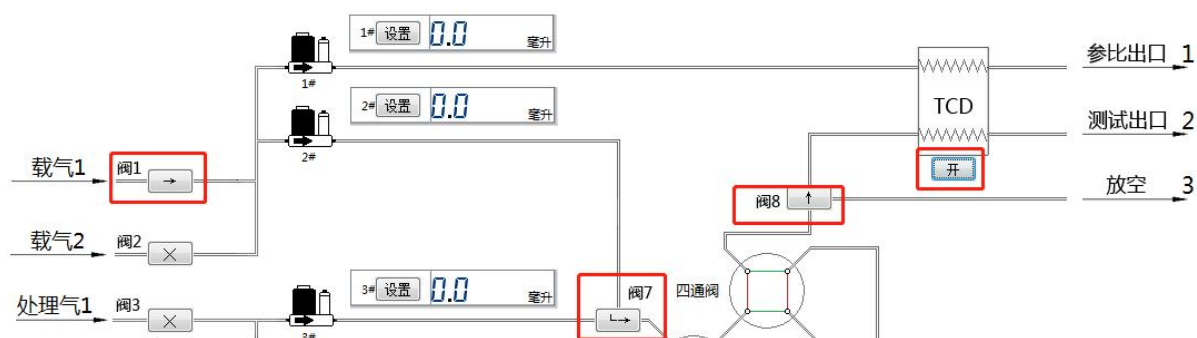 1# 设置 0.0 毫升
参比出口 1
1#
2# 设置 0.0 毫升
TCD
测试出口 2
2#
载气1 阀1 →
开
放空 3
阀8 ↑
载气2 阀2 ×
3# 设置 0.0 毫升
阀7 四通阀
处理气1 阀3 ×
3#